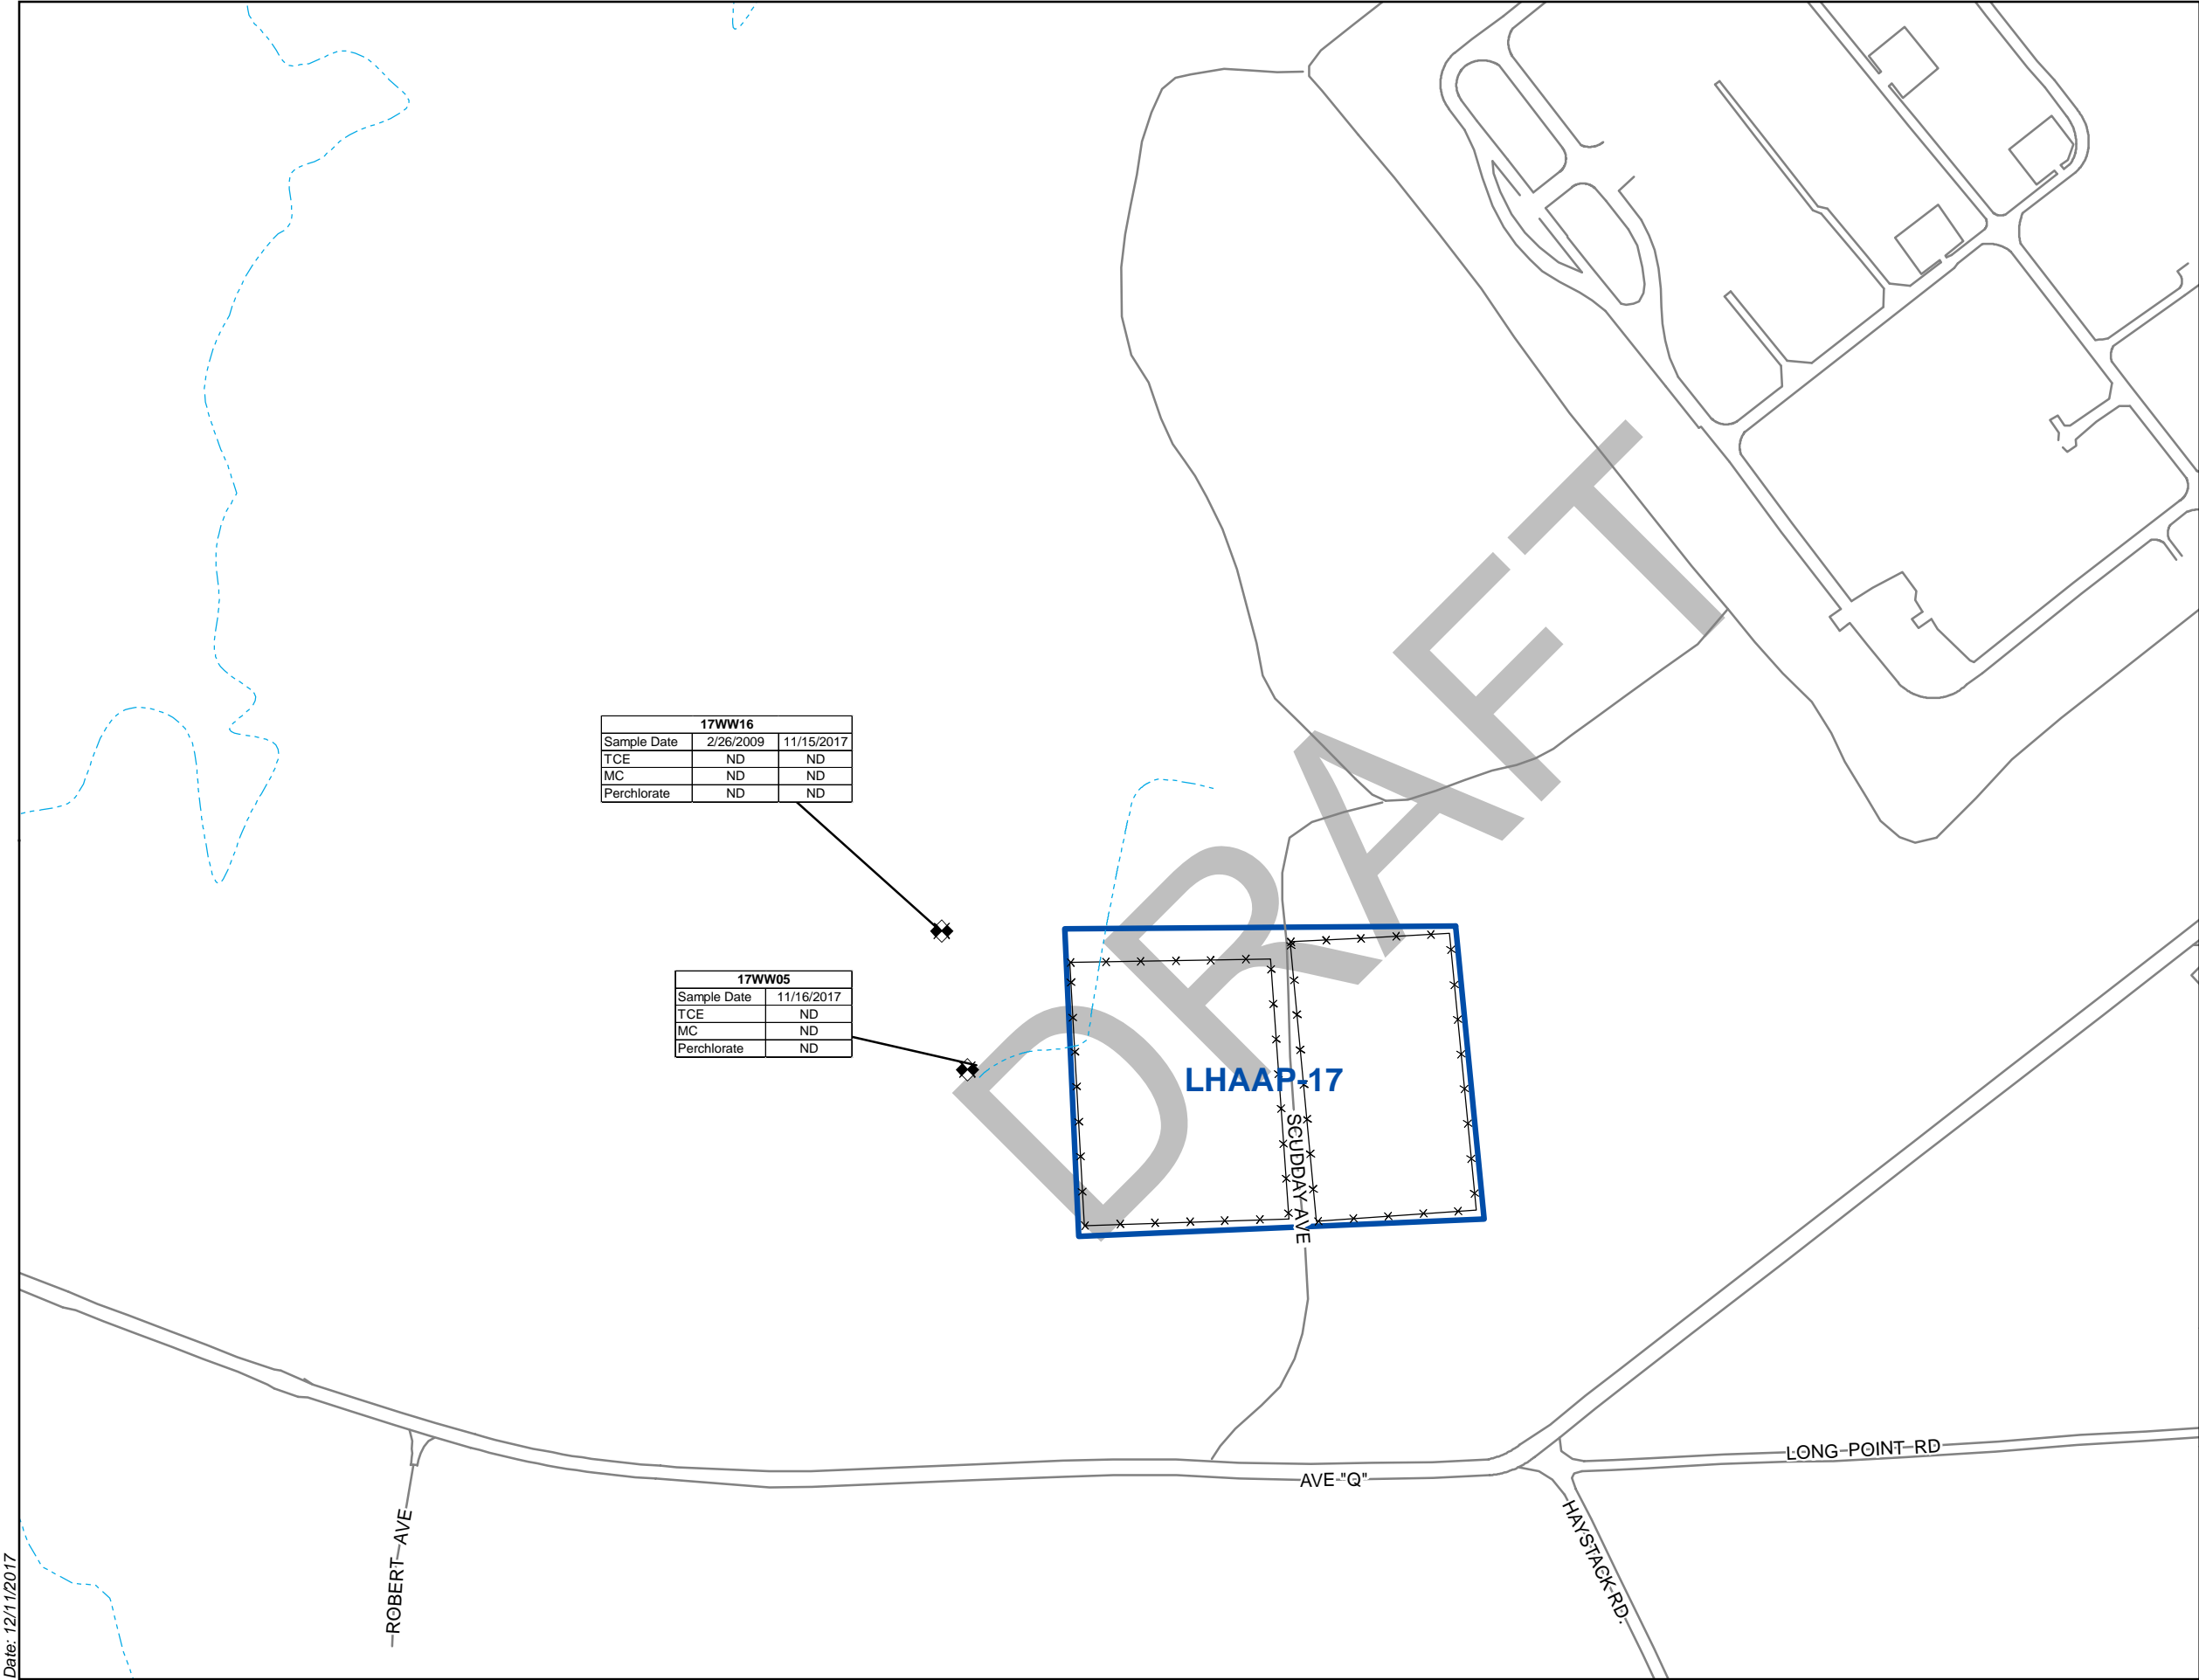 17WW16
Sample Date 2/26/2009 11/15/2017
TCE ND ND
MC ND ND
Perchlorate ND ND
17WW05
Sample Date 11/16/2017
TCE ND
MC ND
Perchlorate ND
DRAFT
LHAAP-17
SCUDDAY AVE
LONG POINT RD
AVE "Q"
HAYSTACK RD.
ROBERT AVE
Date: 12/11/2017